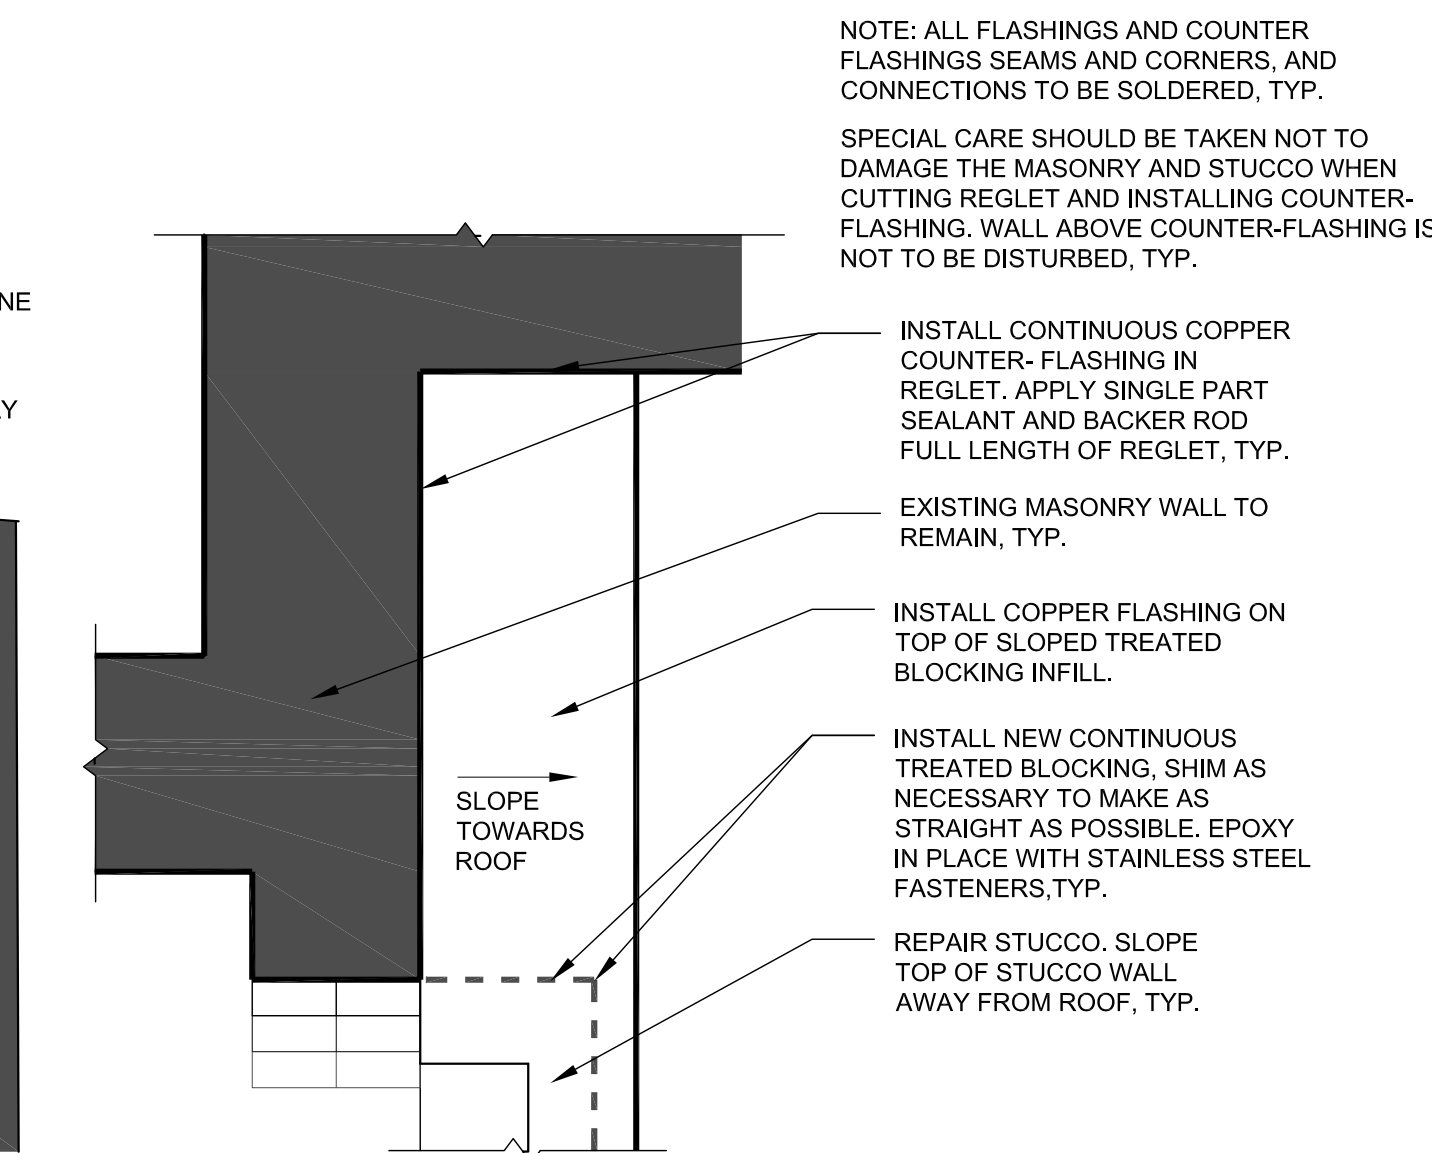 NOTE: ALL FLASHINGS AND COUNTER
FLASHINGS SEAMS AND CORNERS, AND
CONNECTIONS TO BE SOLDERED, TYP.
SPECIAL CARE SHOULD BE TAKEN NOT TO
DAMAGE THE MASONRY AND STUCCO WHEN
CUTTING REGLET AND INSTALLING COUNTER-
FLASHING. WALL ABOVE COUNTER-FLASHING IS
NOT TO BE DISTURBED, TYP.
INSTALL CONTINUOUS COPPER
COUNTER- FLASHING IN
REGLET. APPLY SINGLE PART
SEALANT AND BACKER ROD
FULL LENGTH OF REGLET, TYP.
EXISTING MASONRY WALL TO
REMAIN, TYP.
INSTALL COPPER FLASHING ON
TOP OF SLOPED TREATED
BLOCKING INFILL.
INSTALL NEW CONTINUOUS
TREATED BLOCKING, SHIM AS
NECESSARY TO MAKE AS
STRAIGHT AS POSSIBLE. EPOXY
IN PLACE WITH STAINLESS STEEL
FASTENERS,TYP.
REPAIR STUCCO. SLOPE
TOP OF STUCCO WALL
AWAY FROM ROOF, TYP.
SLOPE
TOWARDS
ROOF